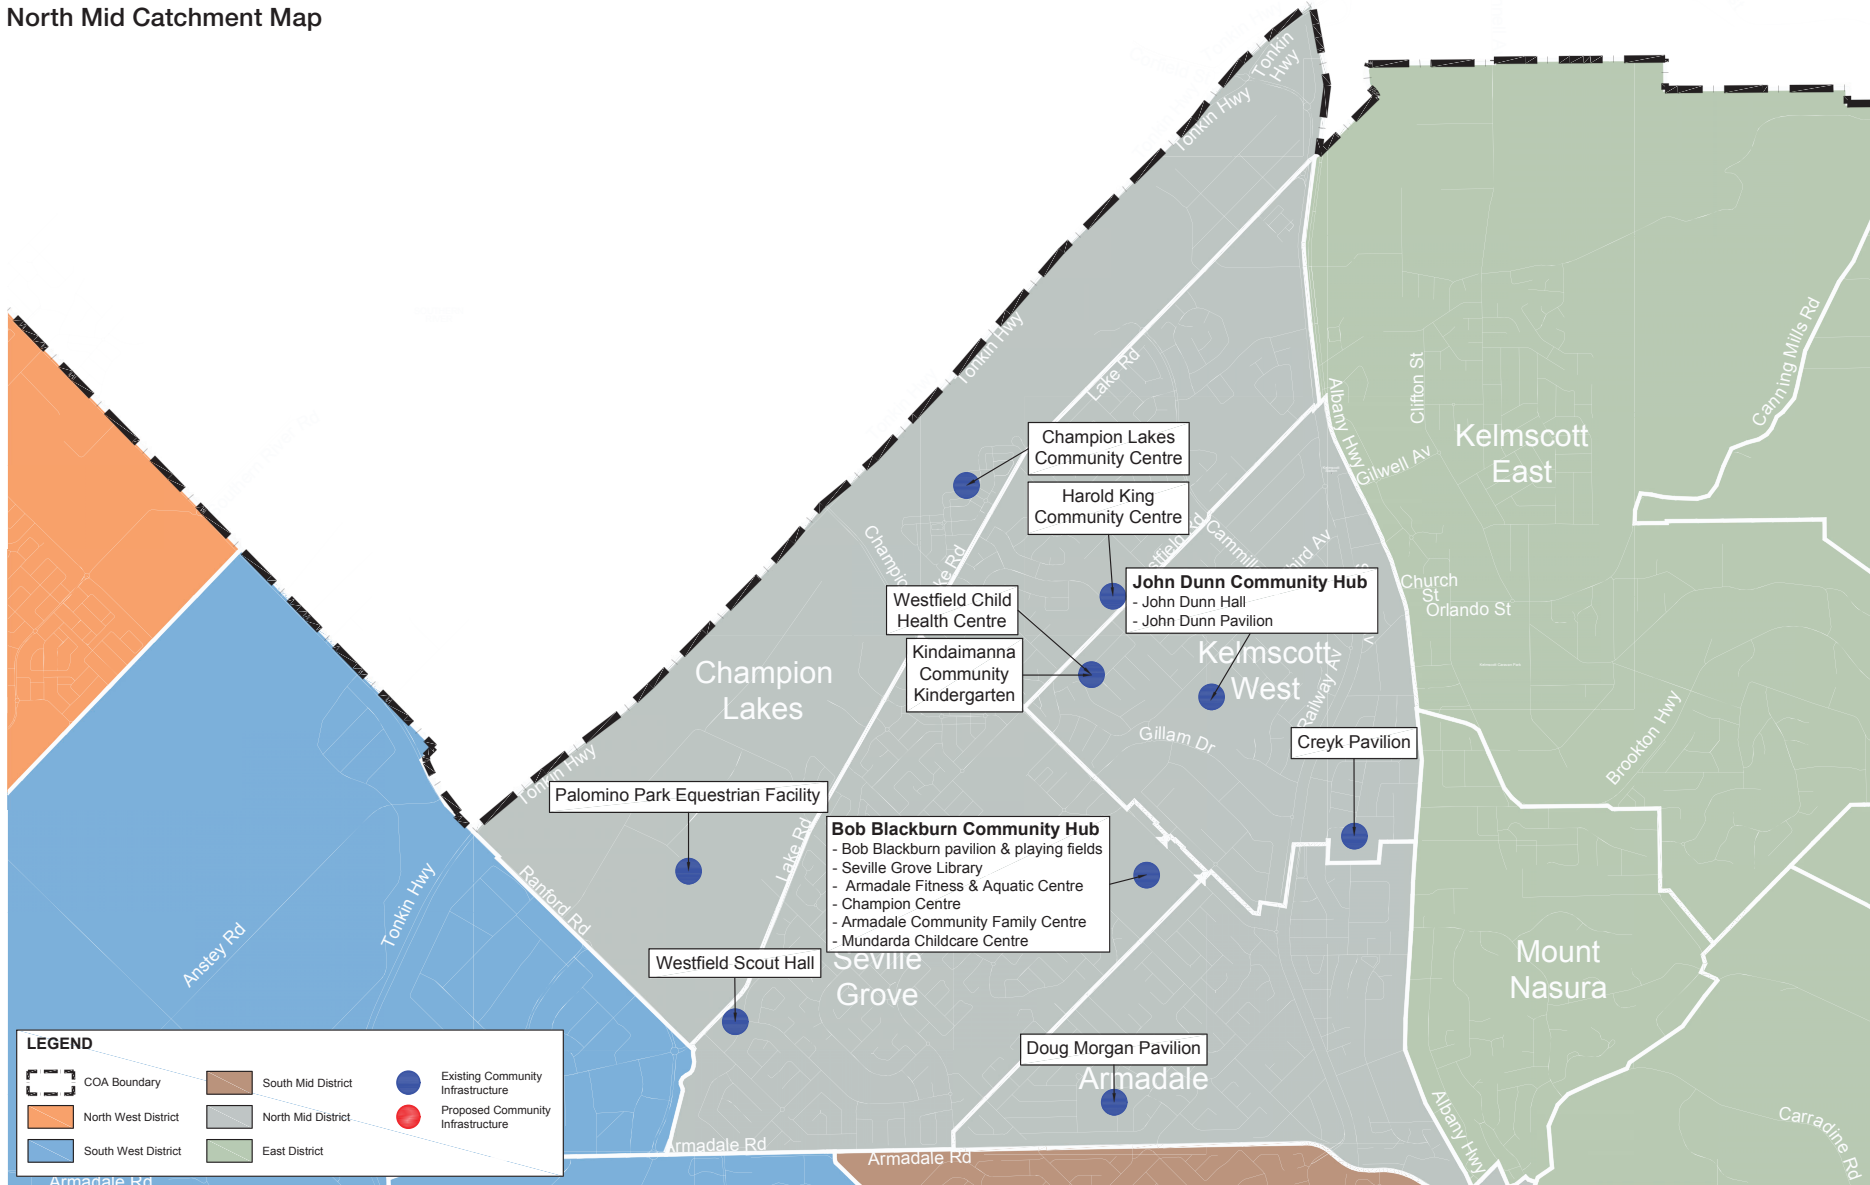 North Mid Catchment Map
Tonkin
Hwy
Tonkin Hwy
Tonkin Hwy
Lake Rd
Albany Hwy
Clifton St
Canning Mills Rd
Gilwell Av
Kelmscott
East
Champion Lakes
Community Centre
Harold King
Community Centre
Church
St
Orlando St
John Dunn Community Hub
- John Dunn Hall
- John Dunn Pavilion
Westfield Child
Health Centre
Kindaimanna
Community
Kindergarten
Kelmscott
West
Champion
Lakes
Railway Av
Gillam Dr
Creyk Pavilion
Brookton Hwy
Tonkin Hwy
Palomino Park Equestrian Facility
Lake Rd
Bob Blackburn Community Hub
- Bob Blackburn pavilion & playing fields
- Seville Grove Library
- Armadale Fitness & Aquatic Centre
- Champion Centre
- Armadale Community Family Centre
- Mundarda Childcare Centre
Ranford Rd
Tonkin Hwy
Anstey Rd
Westfield Scout Hall
Seville
Grove
Mount
Nasura
Doug Morgan Pavilion
Armadale
Albany Hwy
Carradine Rd
Armadale Rd
Armadale Rd
LEGEND
COA Boundary
North West District
South West District
South Mid District
North Mid District
East District
Existing Community
Infrastructure
Proposed Community
Infrastructure
Armadale Rd